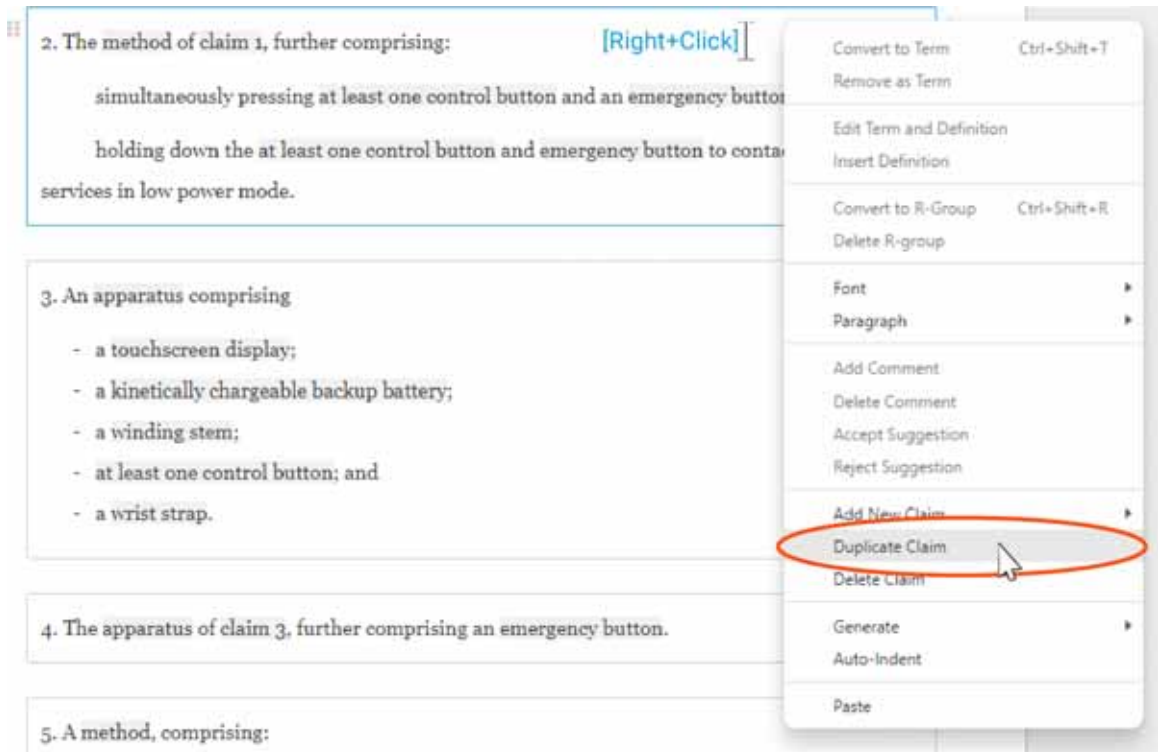 2. The method of claim 1, further comprising:
[Right+Click]
simultaneously pressing at least one control button and an emergency button
holding down the at least one control button and emergency button to
services in low power mode.
3. An apparatus comprising
- a touchscreen display;
- a kinetically chargeable backup battery;
- a winding stem;
- at least one control button; and
- a wrist strap.
4. The apparatus of claim 3, further comprising an emergency button.
5. A method, comprising:
Convert to Term Ctrl+Shift+T
Remove as Term
Edit Term and Definition
Insert Definition
Convert to R-Group Ctrl+Shift+R
Delete R-group
Font
Paragraph
Add Comment
Delete Comment
Accept Suggestion
Reject Suggestion
Add New Claim
Duplicate Claim
Delete Claim
Generate
Auto-Indent
Paste